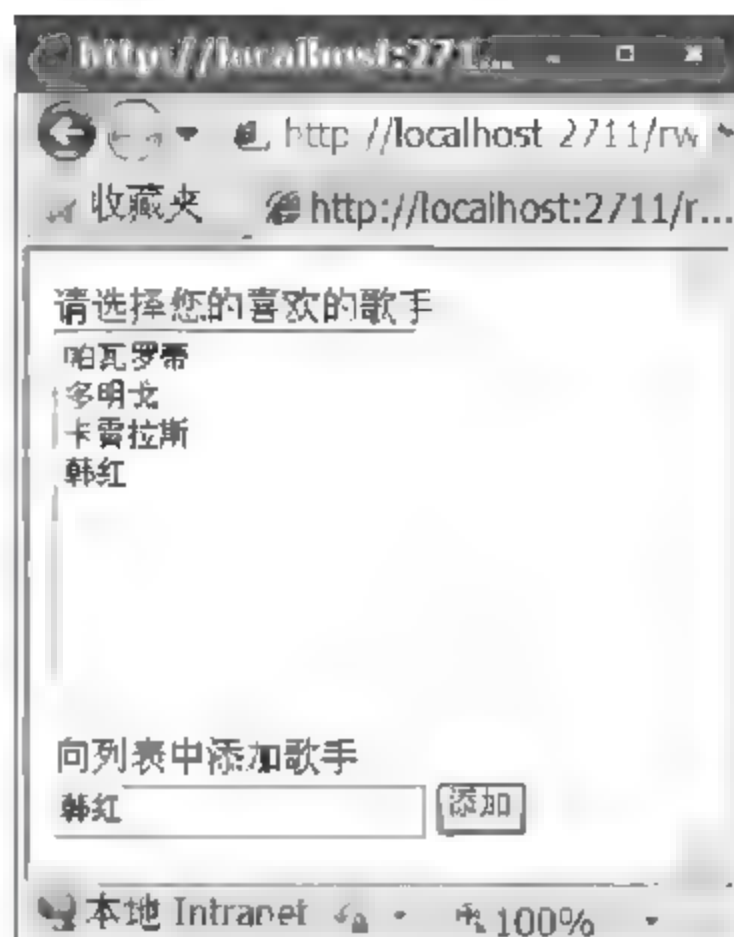 http://localhost:271...
http://localhost:2711/rw
收藏夹 http://localhost:2711/r...
请选择您的喜欢的歌手
帕瓦罗蒂
多明戈
卡雷拉斯
韩红
向列表中添加歌手
韩红 添加
本地 Intranet 100%